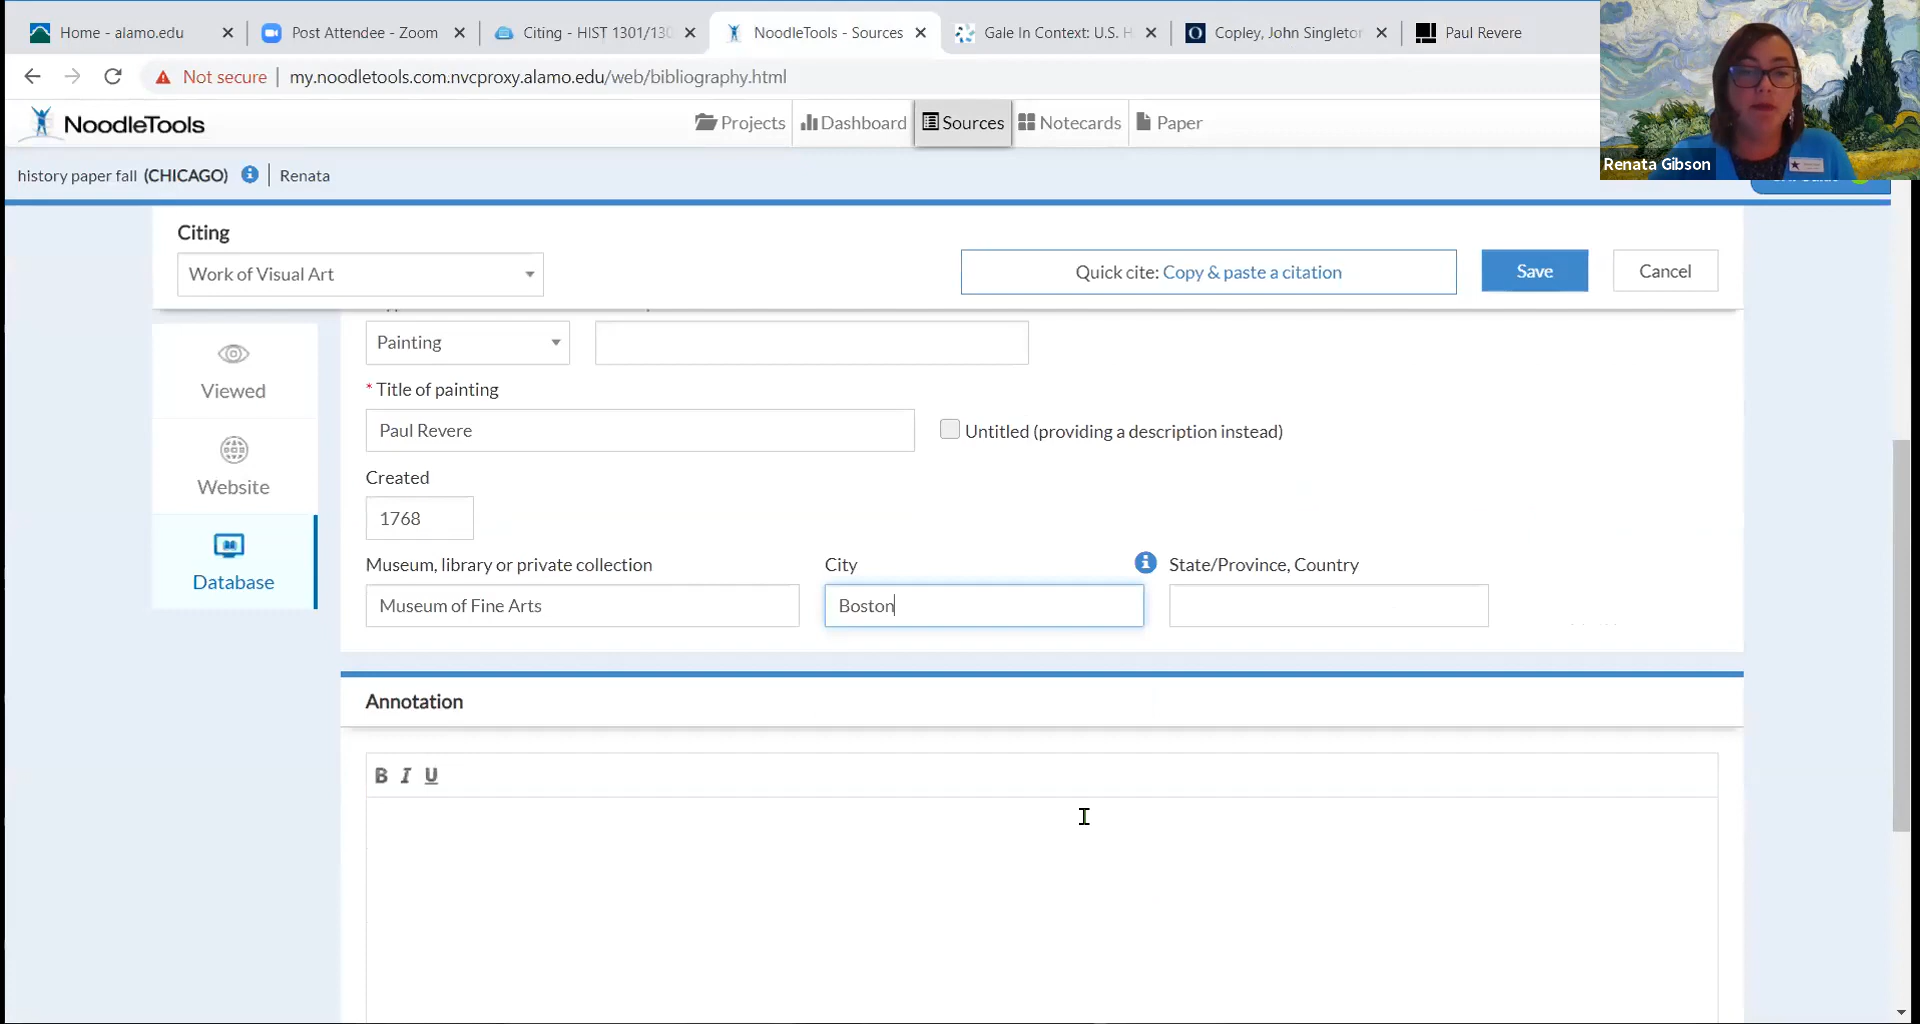 Home - alamo.edu
Post Attendee - Zoom
Citing - HIST 1301/130
NoodleTools - Sources
Gale In Context: U.S. H
Copley, John Singleton
Paul Revere
Not secure
my.noodletools.com.nvcproxy.alamo.edu/web/bibliography.html
NoodleTools
Projects
Dashboard
Sources
Notecards
Paper
Renata Gibson
history paper fall (CHICAGO)
Renata
Citing
Work of Visual Art
Quick cite: Copy & paste a citation
Save
Cancel
Viewed
Website
Database
Painting
* Title of painting
Paul Revere
Untitled (providing a description instead)
Created
1768
Museum, library or private collection
City
State/Province, Country
Museum of Fine Arts
Boston
Annotation
B I U